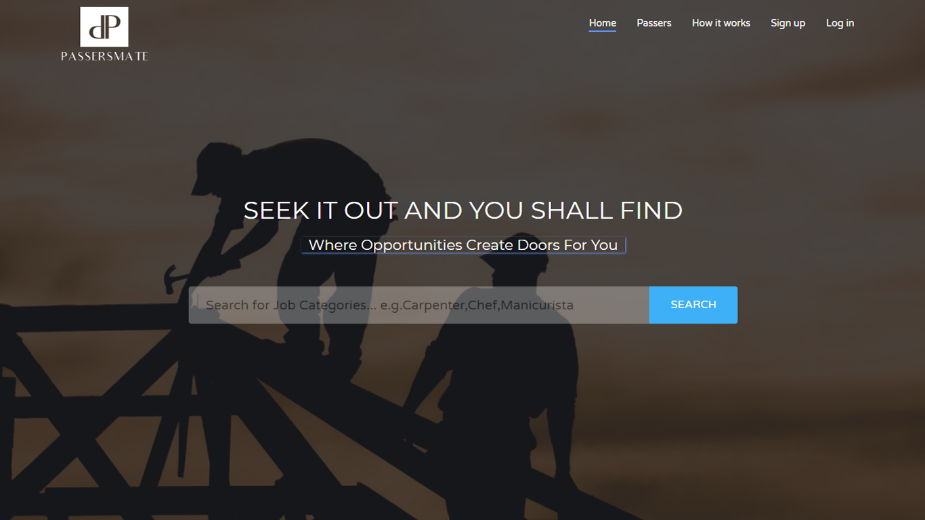 dP
PASSERSMATE
Home Passers How it works Sign up Log in
SEEK IT OUT AND YOU SHALL FIND
Where Opportunities Create Doors For You
Search for Job Categories... e.g.Carpenter,Chef,Manicurista
SEARCH